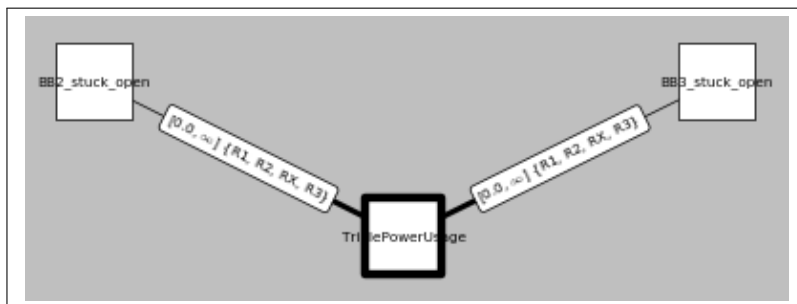 BB2_stuck_open
BB3_stuck_open
[0.0, ∞] {R1, R2, RX, R3}
[0.0, ∞] {R1, R2, RX, R3}
TriplePowerUsage